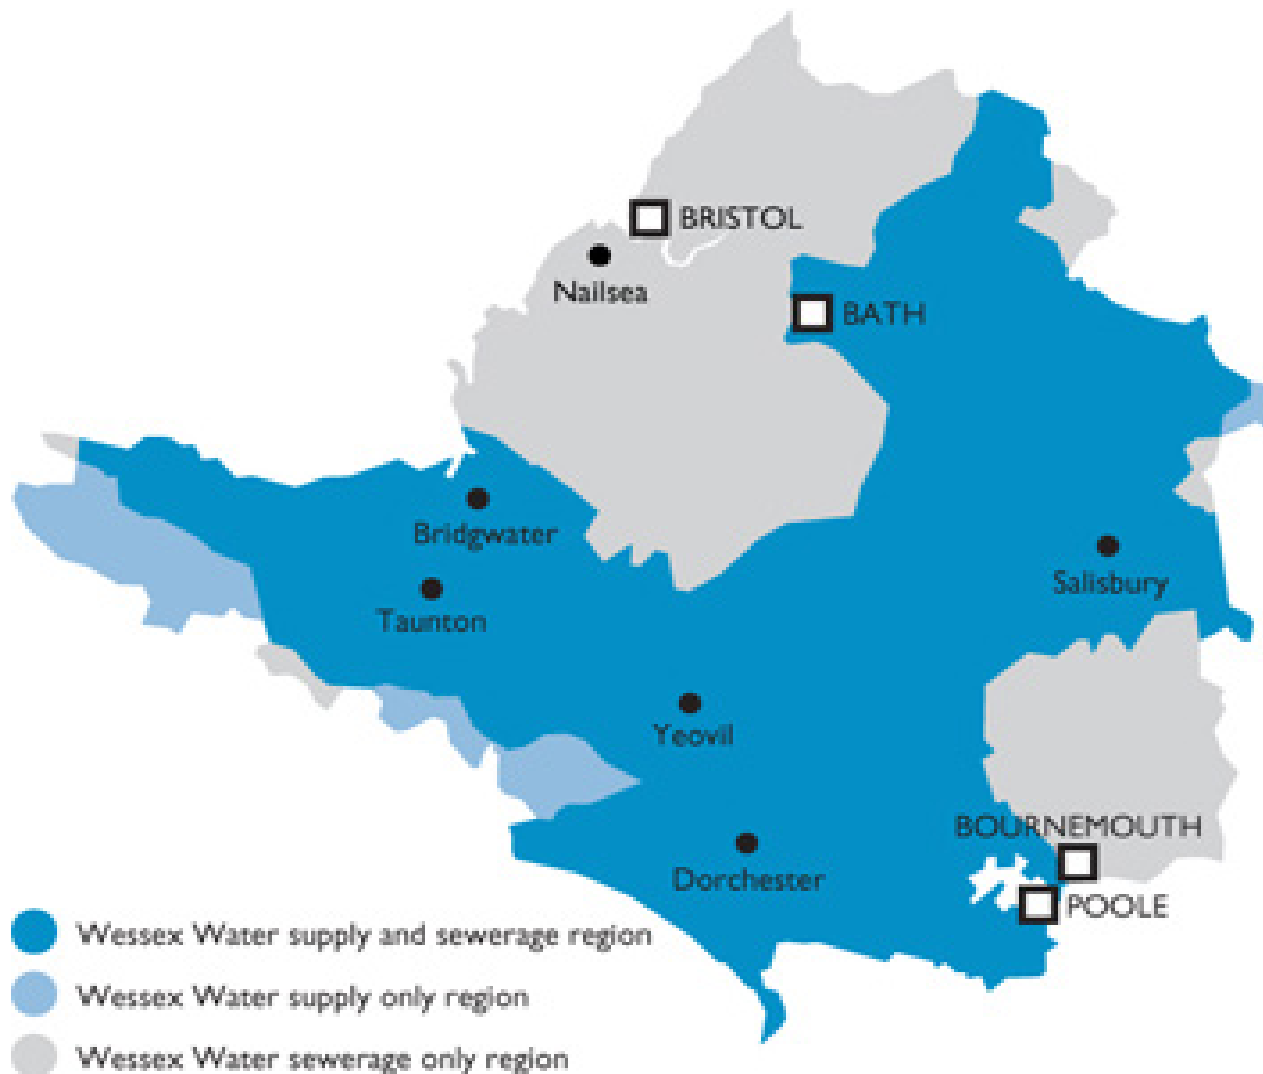 BRISTOL
Nailsea
BATH
Bridgwater
Salisbury
Taunton
Yeovil
BOURNEMOUTH
Dorchester
POOLE
Wessex Water supply and sewerage region
Wessex Water supply only region
Wessex Water sewerage only region